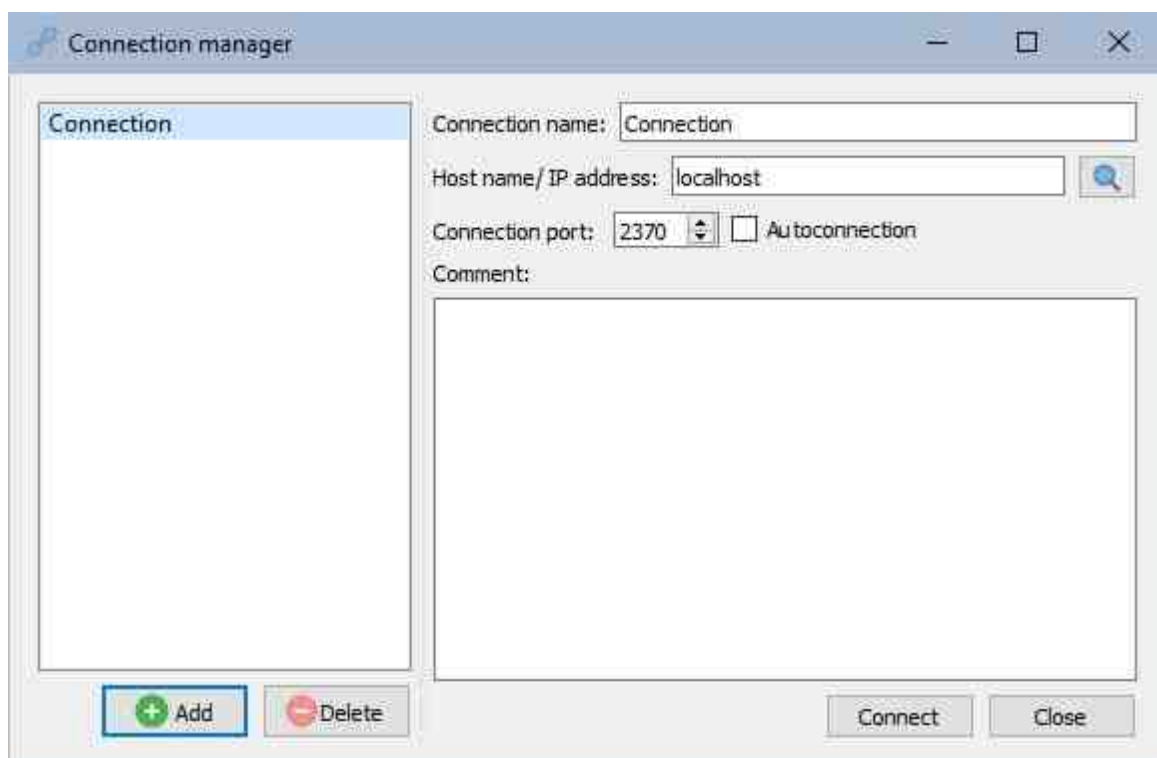 Connection manager
Connection
Connection name: Connection
Host name/ IP address: localhost
Connection port: 2370 Autoconnection
Comment:
Add Delete
Connect Close